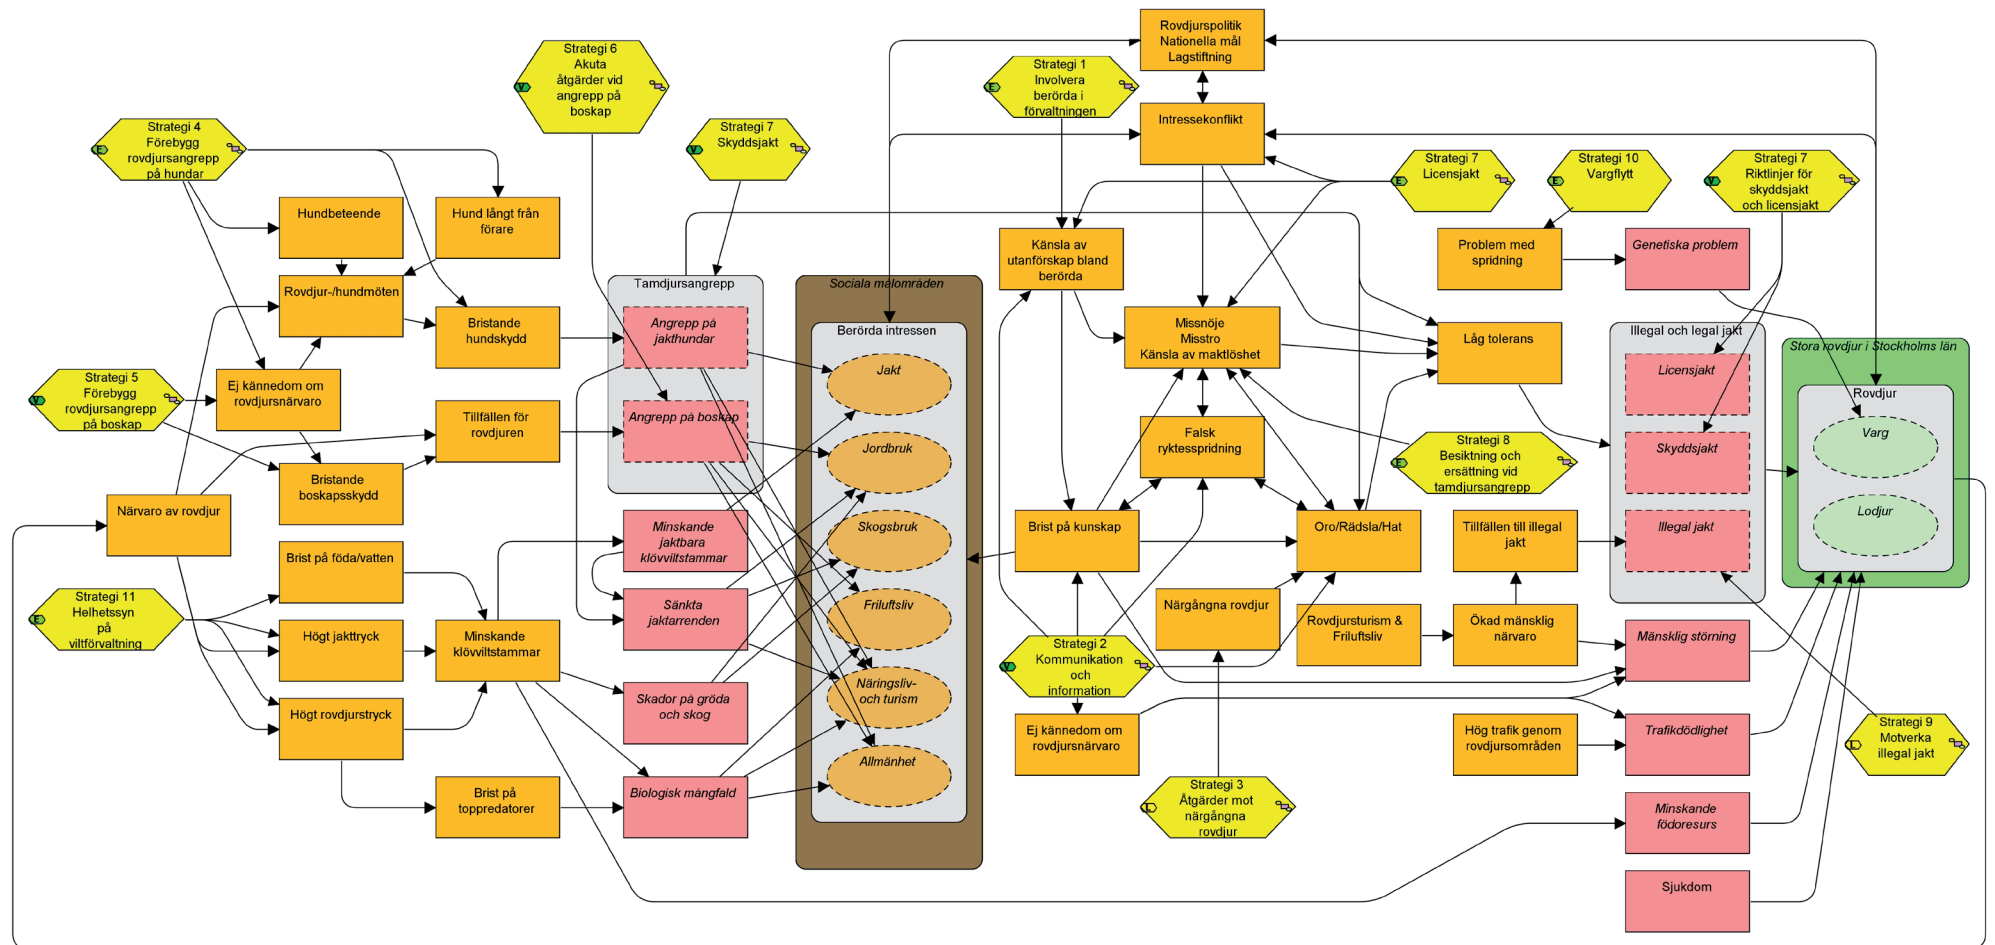 Rovdjurspolitik
Nationella mål
Lagstiftning
Strategi 6
Akuta
åtgärder vid
angrepp på
boskap
V
Strategi 1
Involvera
berörda i
förvaltningen
E
Intressekonflikt
Strategi 4
Förebygg
rovdjursangrepp
på hundar
E
Strategi 7
Skyddsjakt
V
Strategi 7
Licensjakt
E
Strategi 10
Vargflytt
E
Strategi 7
Riktlinjer för
skyddsjakt
och licensjakt
V
Hundbeteende
Hund långt från
förare
Känsla av
utanförskap bland
berörda
Problem med
spridning
Genetiska problem
Rovdjur-/hundmöten
Bristande
hundskydd
Tamdjursangrepp
Angrepp på
jakthundar
Angrepp på boskap
Sociala målområden
Berörda intressen
Jakt
Jordbruk
Skogsbruk
Friluftsliv
Näringsliv-
och turism
Allmänhet
Missnöje
Misstro
Känsla av maktlöshet
Låg tolerans
Illegal och legal jakt
Licensjakt
Skyddsjakt
Illegal jakt
Stora rovdjur i Stockholms län
Rovdjur
Varg
Lodjur
Strategi 5
Förebygg
rovdjursangrepp
på boskap
V
Ej kännedom om
rovdjursnärvaro
Tillfällen för
rovdjuren
Falsk
ryktesspridning
Strategi 8
Besiktning och
ersättning vid
tamdjursangrepp
E
Bristande
boskapsskydd
Närvaro av rovdjur
Minskande
jaktbara
klövviltstammar
Brist på kunskap
Oro/Rädsla/Hat
Tillfällen till illegal
jakt
Brist på föda/vatten
Strategi 11
Helhetssyn
på
viltförvaltning
E
Högt jakttryck
Minskande
klövviltstammar
Sänkta
jaktarrenden
Närgångna rovdjur
Rovdjursturism &
Friluftsliv
Ökad mänsklig
närvaro
Mänsklig störning
Strategi 2
Kommunikation
och
information
V
Högt rovdjurstryck
Skador på gröda
och skog
Ej kännedom om
rovdjursnärvaro
Hög trafik genom
rovdjursområden
Trafikdödlighet
Strategi 9
Motverka
illegal jakt
L
Brist på
toppredatorer
Biologisk mångfald
Strategi 3
Åtgärder mot
närgångna
rovdjur
L
Minskande
födoresurs
Sjukdom